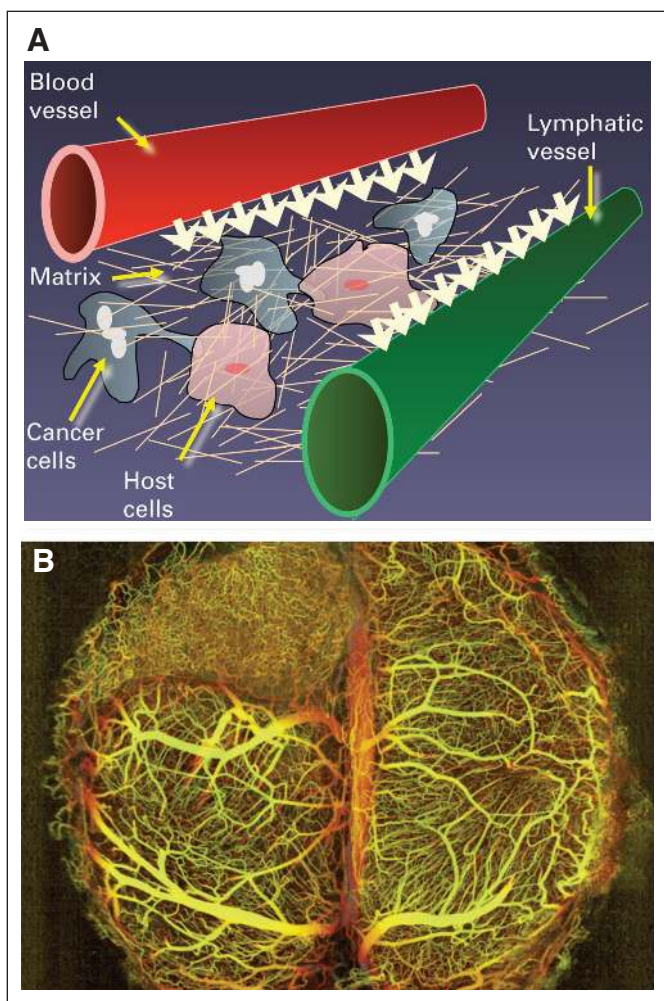 A
Blood
vessel
Lymphatic
vessel
Matrix
Cancer
cells
Host
cells
B